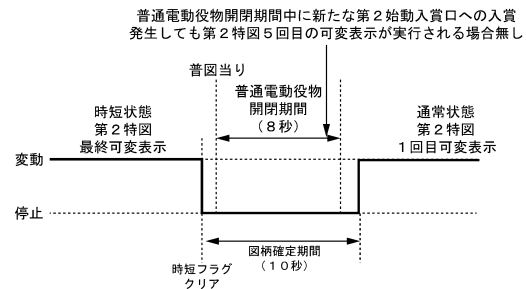 普通電動役物開閉期間中に新たな第２始動入賞口への入賞
発生しても第２特図５回目の可変表示が実行される場合無し
普図当り
普通電動役物
開閉期間
（８秒）
時短状態
第２特図
最終可変表示
通常状態
第２特図
１回目可変表示
変動
停止
図柄確定期間
（１０秒）
時短フラグ
クリア